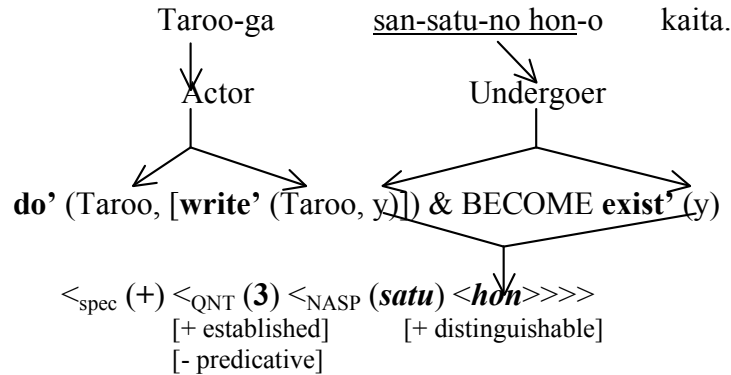 Taroo-ga san-satu-no hon-o kaita.
Actor Undergoer
do’ (Taroo, [write’ (Taroo, y)]) & BECOME exist’ (y)
<spec (+) <QNT (3) <NASP (satu) <hon>>>>
[+ established] [+ distinguishable]
[- predicative]